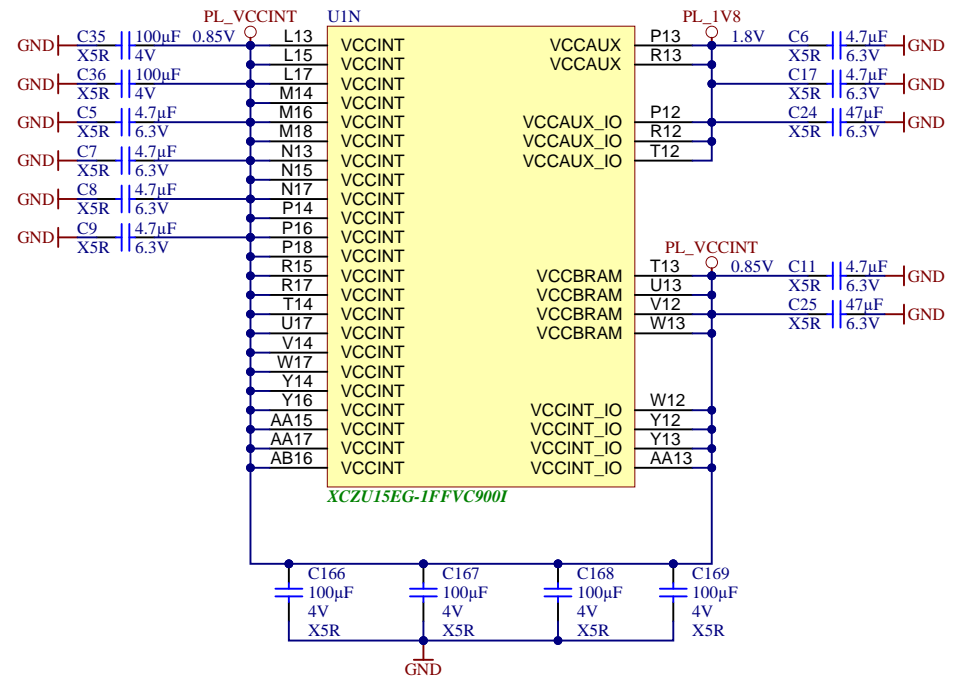 PL_VCCINT U1N PL_1V8
GND C35 100µF 0.85V L13 VCCINT VCCAUX P13 1.8V C6 4.7µF GND
X5R 4V L15 VCCINT VCCAUX R13 X5R 6.3V
GND C36 100µF L17 VCCINT C17 4.7µF GND
X5R 4V M14 VCCINT X5R 6.3V
GND C5 4.7µF M16 VCCINT VCCAUX_IO P12 C24 47µF GND
X5R 6.3V M18 VCCINT VCCAUX_IO R12 X5R 6.3V
GND C7 4.7µF N13 VCCINT VCCAUX_IO T12
X5R 6.3V N15 VCCINT
GND C8 4.7µF N17 VCCINT
X5R 6.3V P14 VCCINT
GND C9 4.7µF P16 VCCINT
X5R 6.3V P18 VCCINT PL_VCCINT
R15 VCCINT VCCBRAM T13 0.85V C11 4.7µF GND
R17 VCCINT VCCBRAM U13 X5R 6.3V
T14 VCCINT VCCBRAM V12 C25 47µF GND
U17 VCCINT VCCBRAM W13 X5R 6.3V
V14 VCCINT
W17 VCCINT
Y14 VCCINT
Y16 VCCINT VCCINT_IO W12
AA15 VCCINT VCCINT_IO Y12
AA17 VCCINT VCCINT_IO Y13
AB16 VCCINT VCCINT_IO AA13
XCZU15EG-1FFVC900I
C166 C167 C168 C169
100µF 100µF 100µF 100µF
4V 4V 4V 4V
X5R X5R X5R X5R
GND